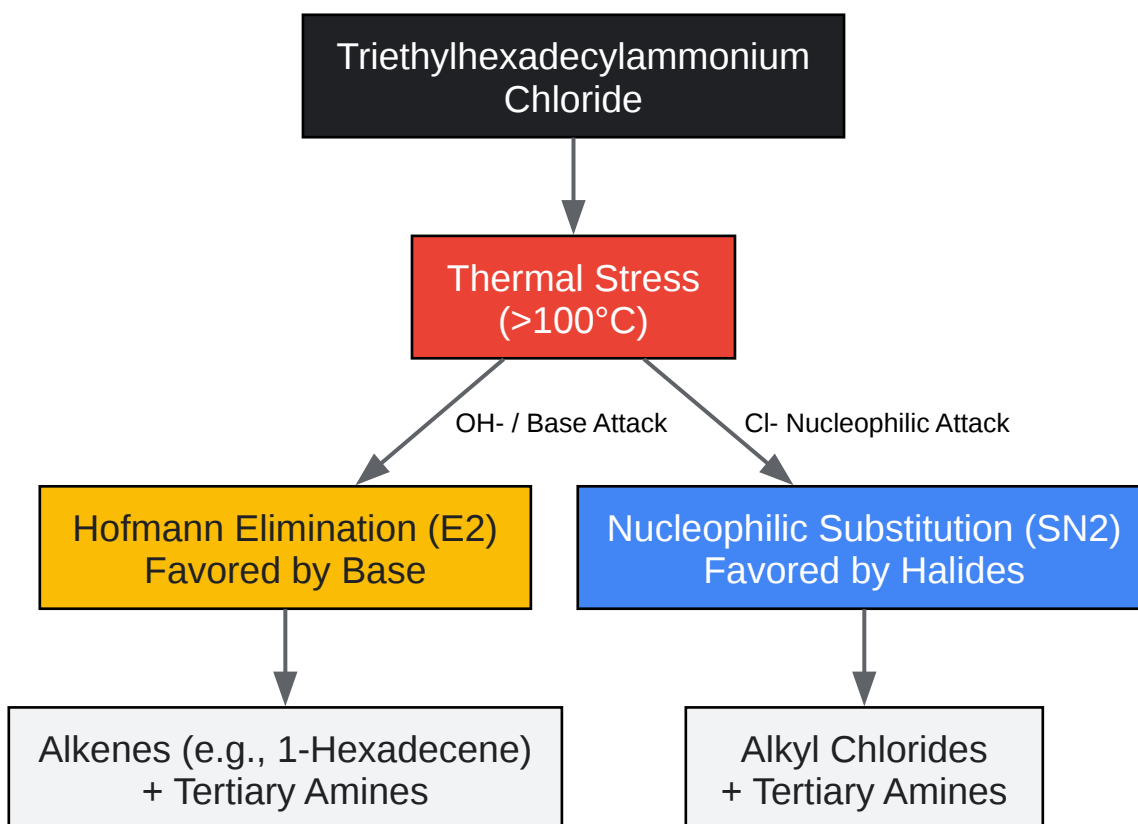 Triethylhexadecylammonium
Chloride
Thermal Stress
(>100°C)
OH- / Base Attack
Cl- Nucleophilic Attack
Hofmann Elimination (E2)
Favored by Base
Nucleophilic Substitution (SN2)
Favored by Halides
Alkenes (e.g., 1-Hexadecene)
+ Tertiary Amines
Alkyl Chlorides
+ Tertiary Amines